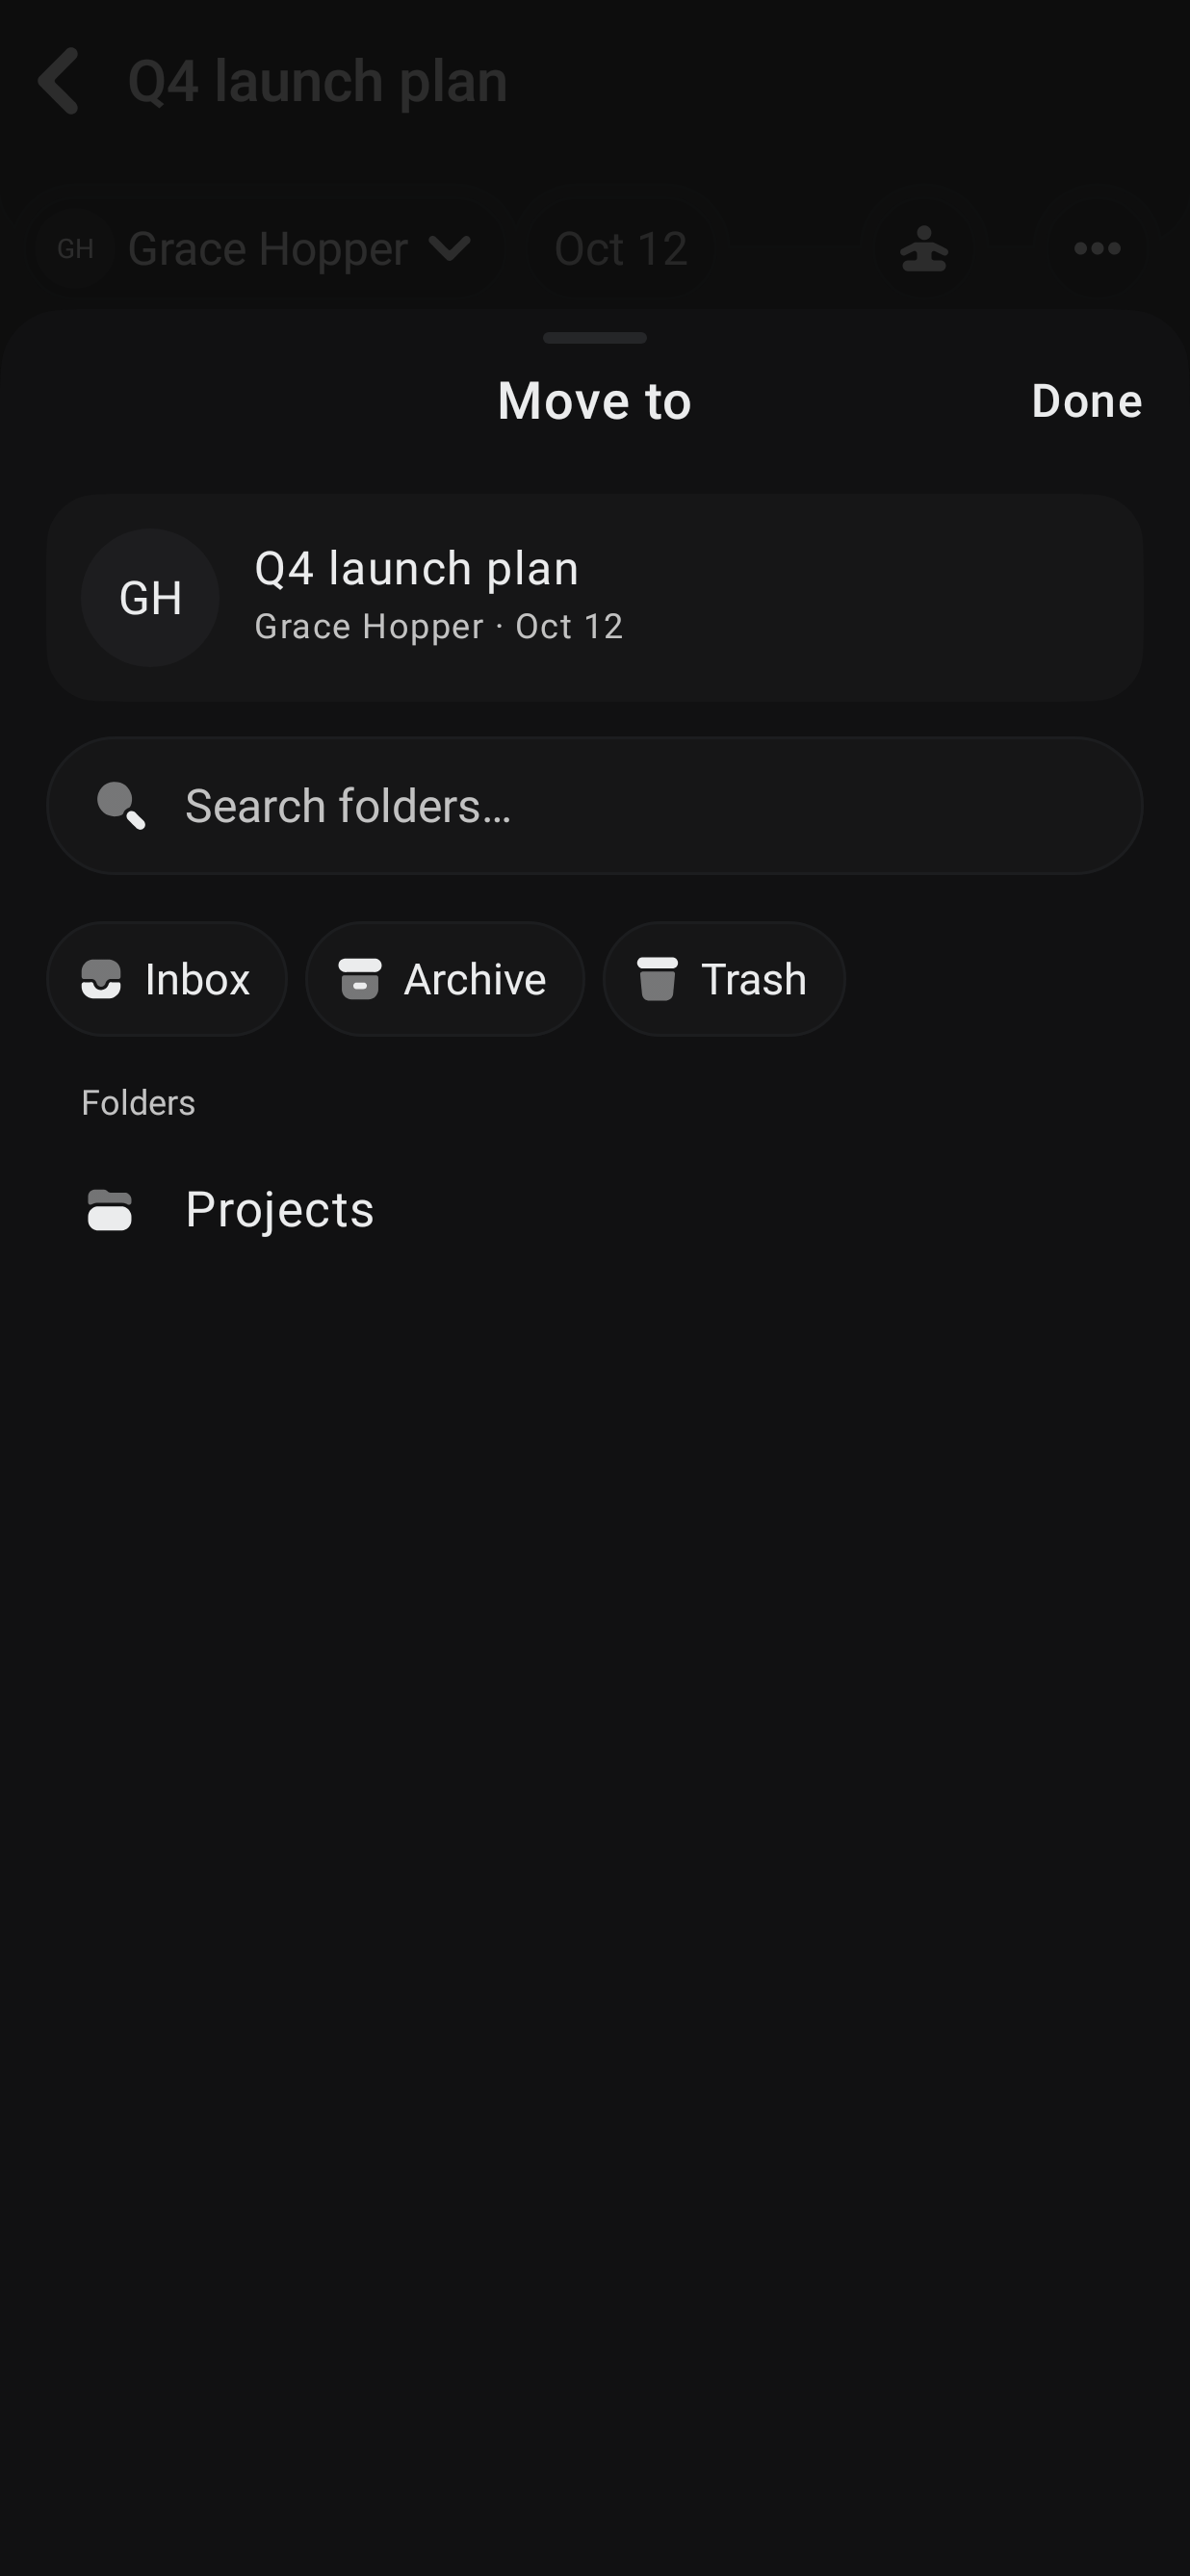 Q4 launch plan
GH Grace Hopper Oct 12
Move to Done
GH
Q4 launch plan
Grace Hopper · Oct 12
Search folders…
Inbox Archive Trash
Folders
Projects